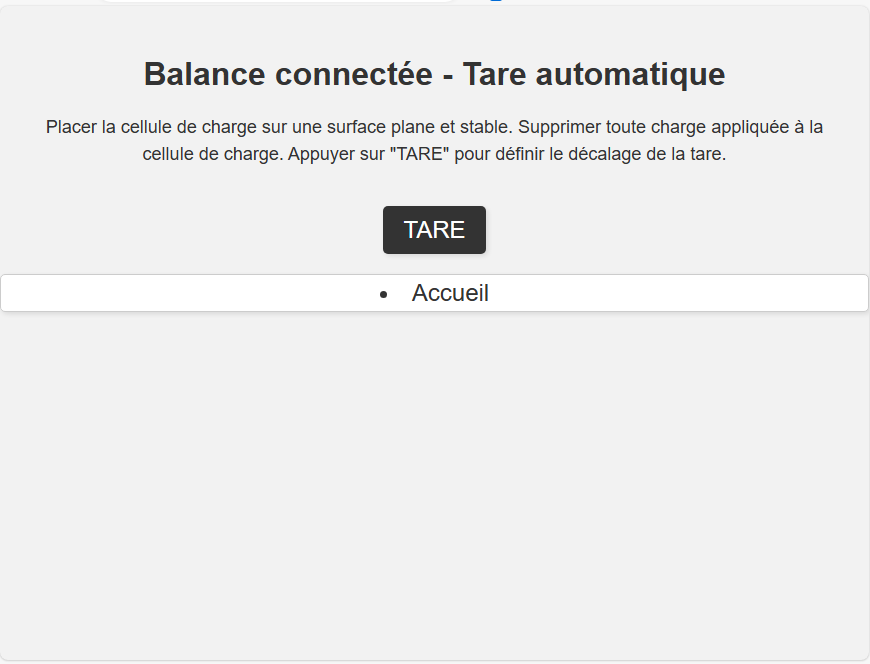 Balance connectée - Tare automatique
Placer la cellule de charge sur une surface plane et stable. Supprimer toute charge appliquée à la
cellule de charge. Appuyer sur "TARE" pour définir le décalage de la tare.
TARE
• Accueil